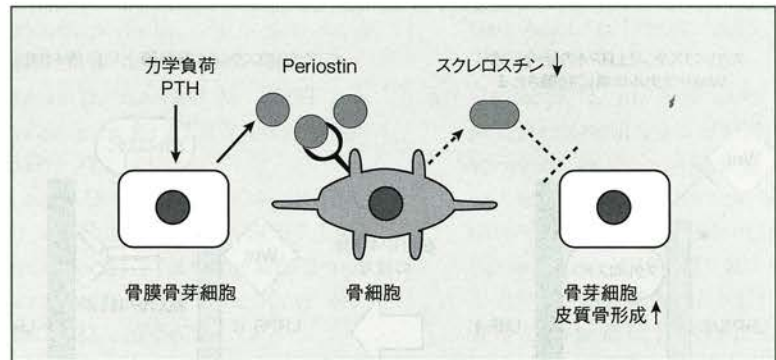 力学負荷
PTH
Periostin
スクレロスチン ↓
骨膜骨芽細胞
骨細胞
骨芽細胞
皮質骨形成 ↑